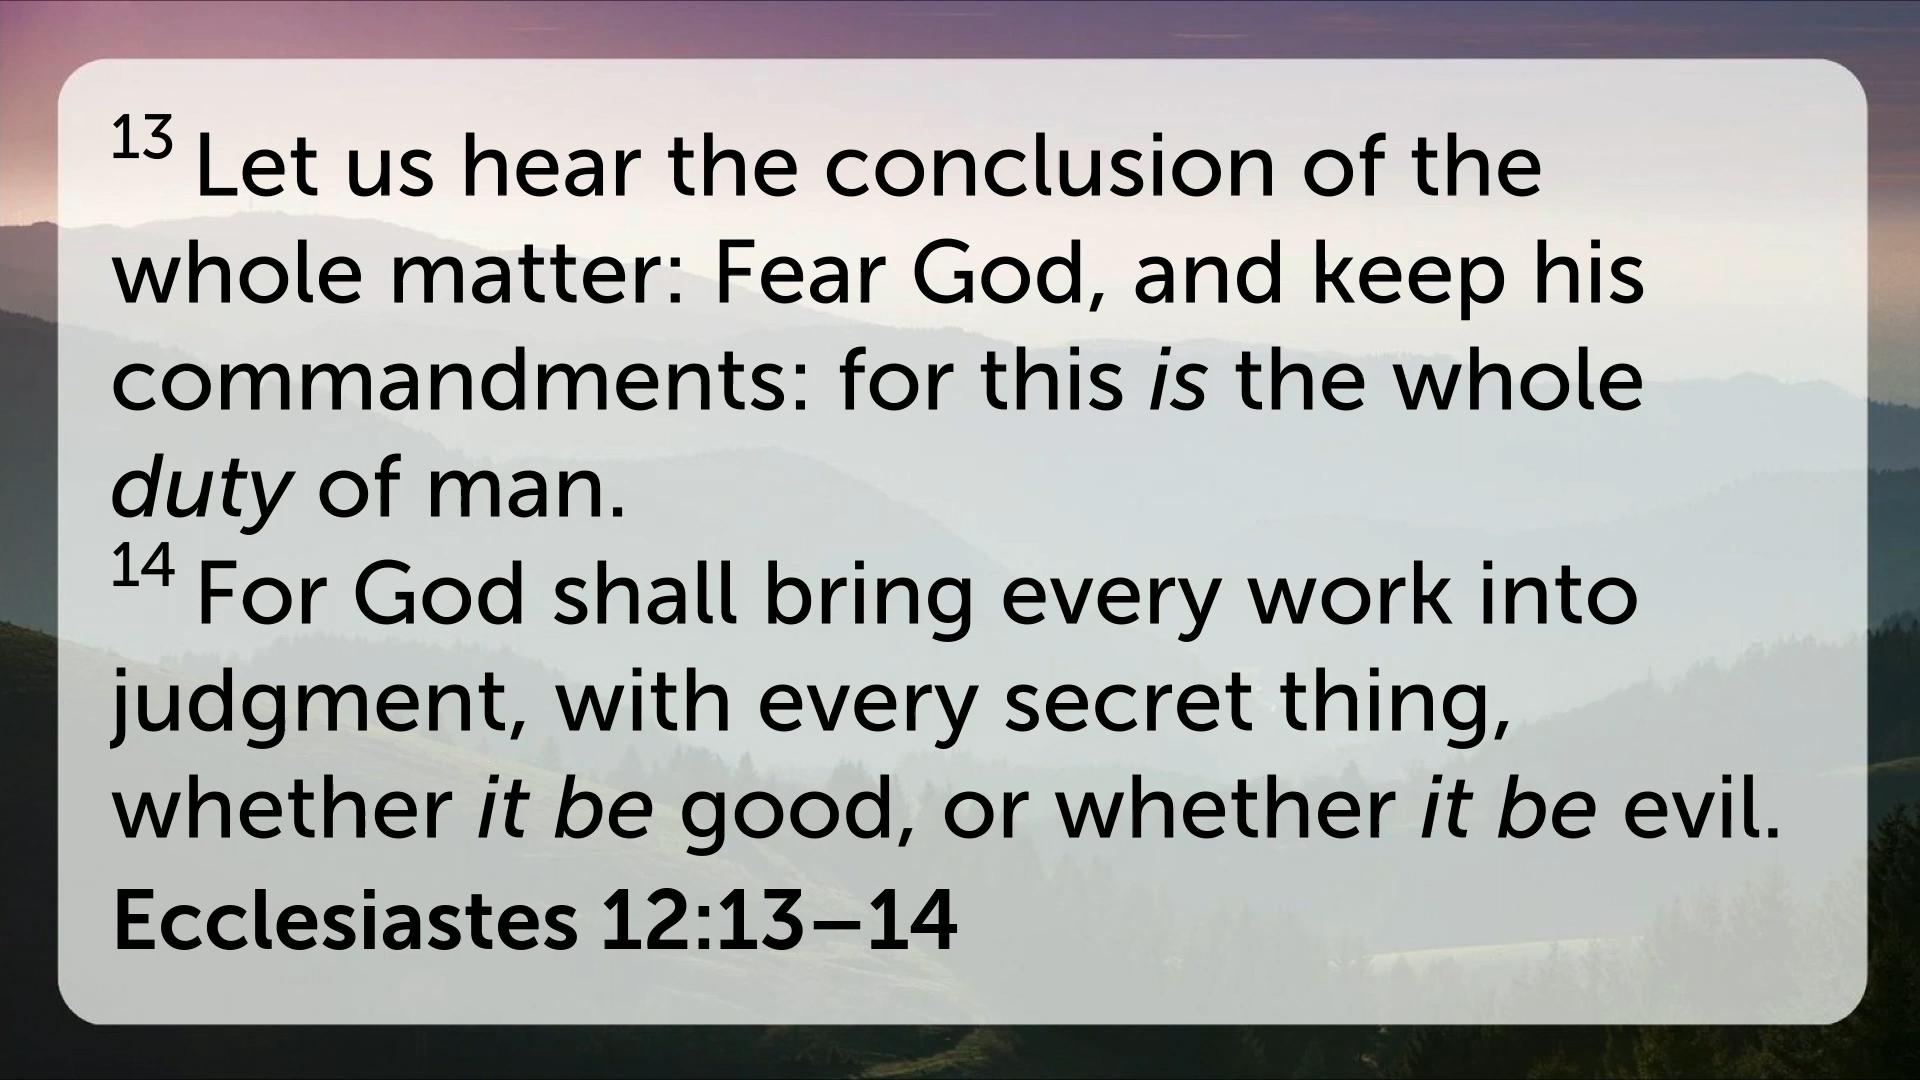 13 Let us hear the conclusion of the
whole matter: Fear God, and keep his
commandments: for this is the whole
duty of man.
14 For God shall bring every work into
judgment, with every secret thing,
whether it be good, or whether it be evil.
Ecclesiastes 12:13–14